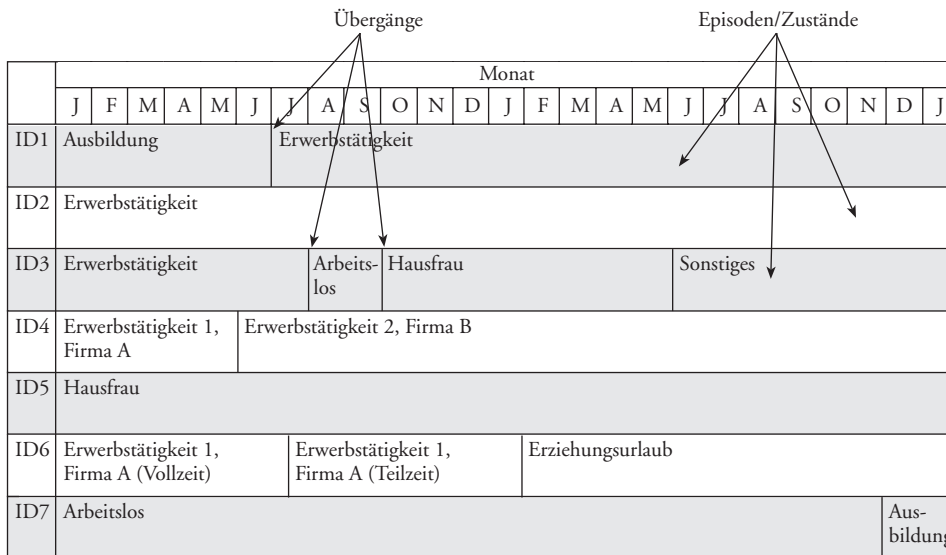 Übergänge Episoden/Zustände
Monat
J F M A M J J A S O N D J F M A M J J A S O N D J
ID1 Ausbildung Erwerbstätigkeit
ID2 Erwerbstätigkeit
ID3 Erwerbstätigkeit Arbeits- Hausfrau Sonstiges
los
ID4 Erwerbstätigkeit 1, Erwerbstätigkeit 2, Firma B
Firma A
ID5 Hausfrau
ID6 Erwerbstätigkeit 1, Erwerbstätigkeit 1, Erziehungsurlaub
Firma A (Vollzeit) Firma A (Teilzeit)
ID7 Arbeitslos Aus-
bildung